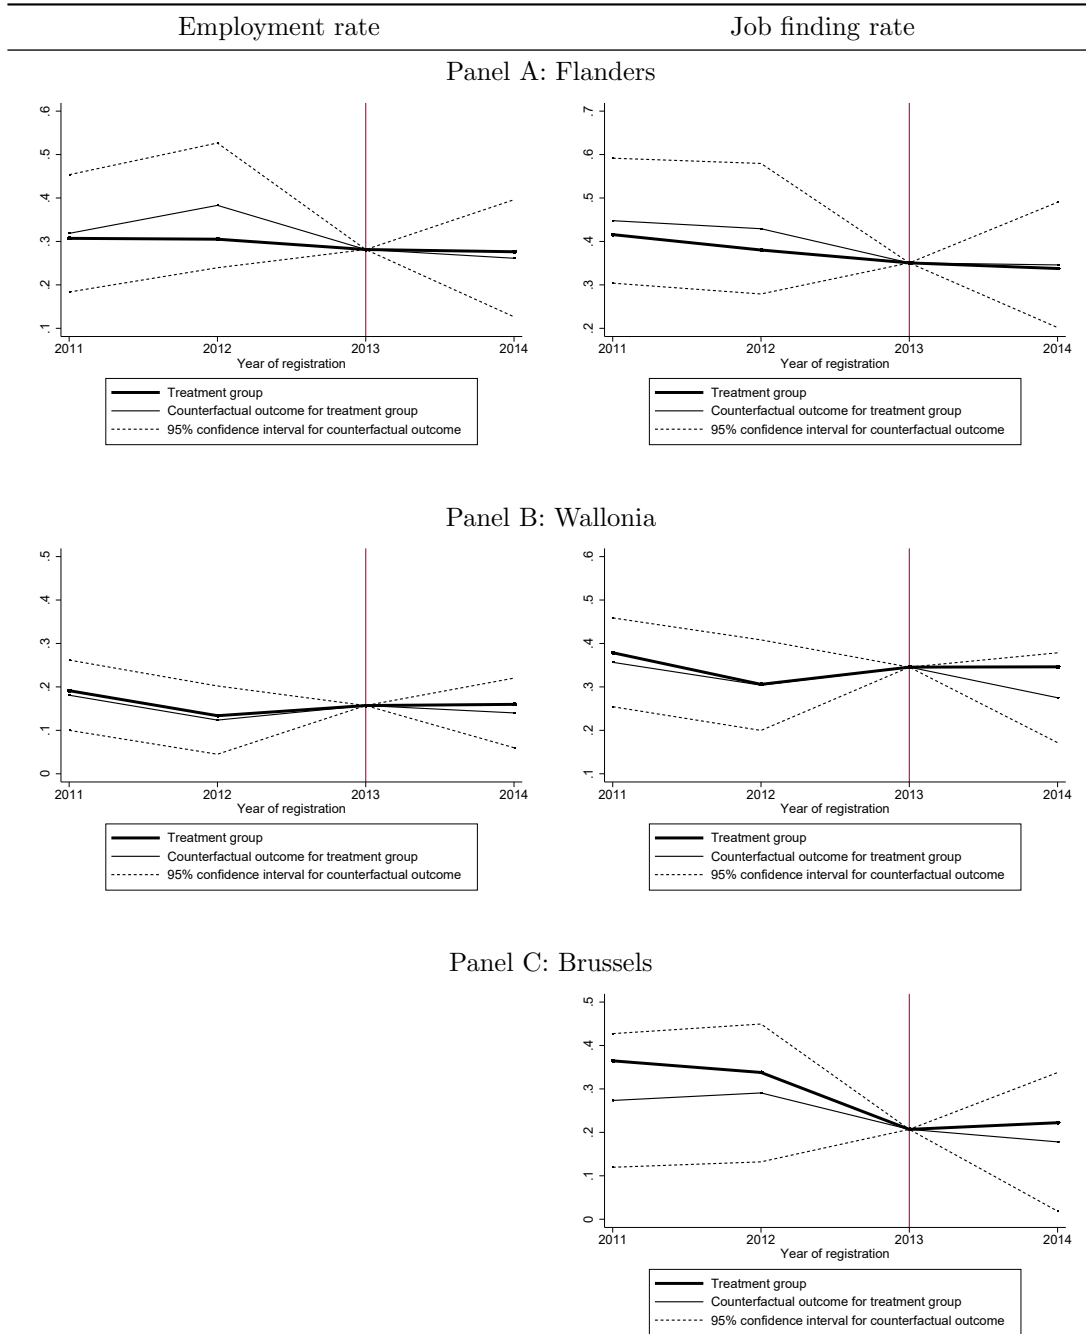 Employment rate
Job finding rate
Panel A: Flanders
.6
.5
.4
.3
.2
.1
2011 2012 2013 2014
Year of registration
Treatment group
Counterfactual outcome for treatment group
95% confidence interval for counterfactual outcome
.7
.6
.5
.4
.3
.2
2011 2012 2013 2014
Year of registration
Treatment group
Counterfactual outcome for treatment group
95% confidence interval for counterfactual outcome
Panel B: Wallonia
.5
.4
.3
.2
.1
0
2011 2012 2013 2014
Year of registration
Treatment group
Counterfactual outcome for treatment group
95% confidence interval for counterfactual outcome
.6
.5
.4
.3
.2
.1
2011 2012 2013 2014
Year of registration
Treatment group
Counterfactual outcome for treatment group
95% confidence interval for counterfactual outcome
Panel C: Brussels
.5
.4
.3
.2
.1
0
2011 2012 2013 2014
Year of registration
Treatment group
Counterfactual outcome for treatment group
95% confidence interval for counterfactual outcome